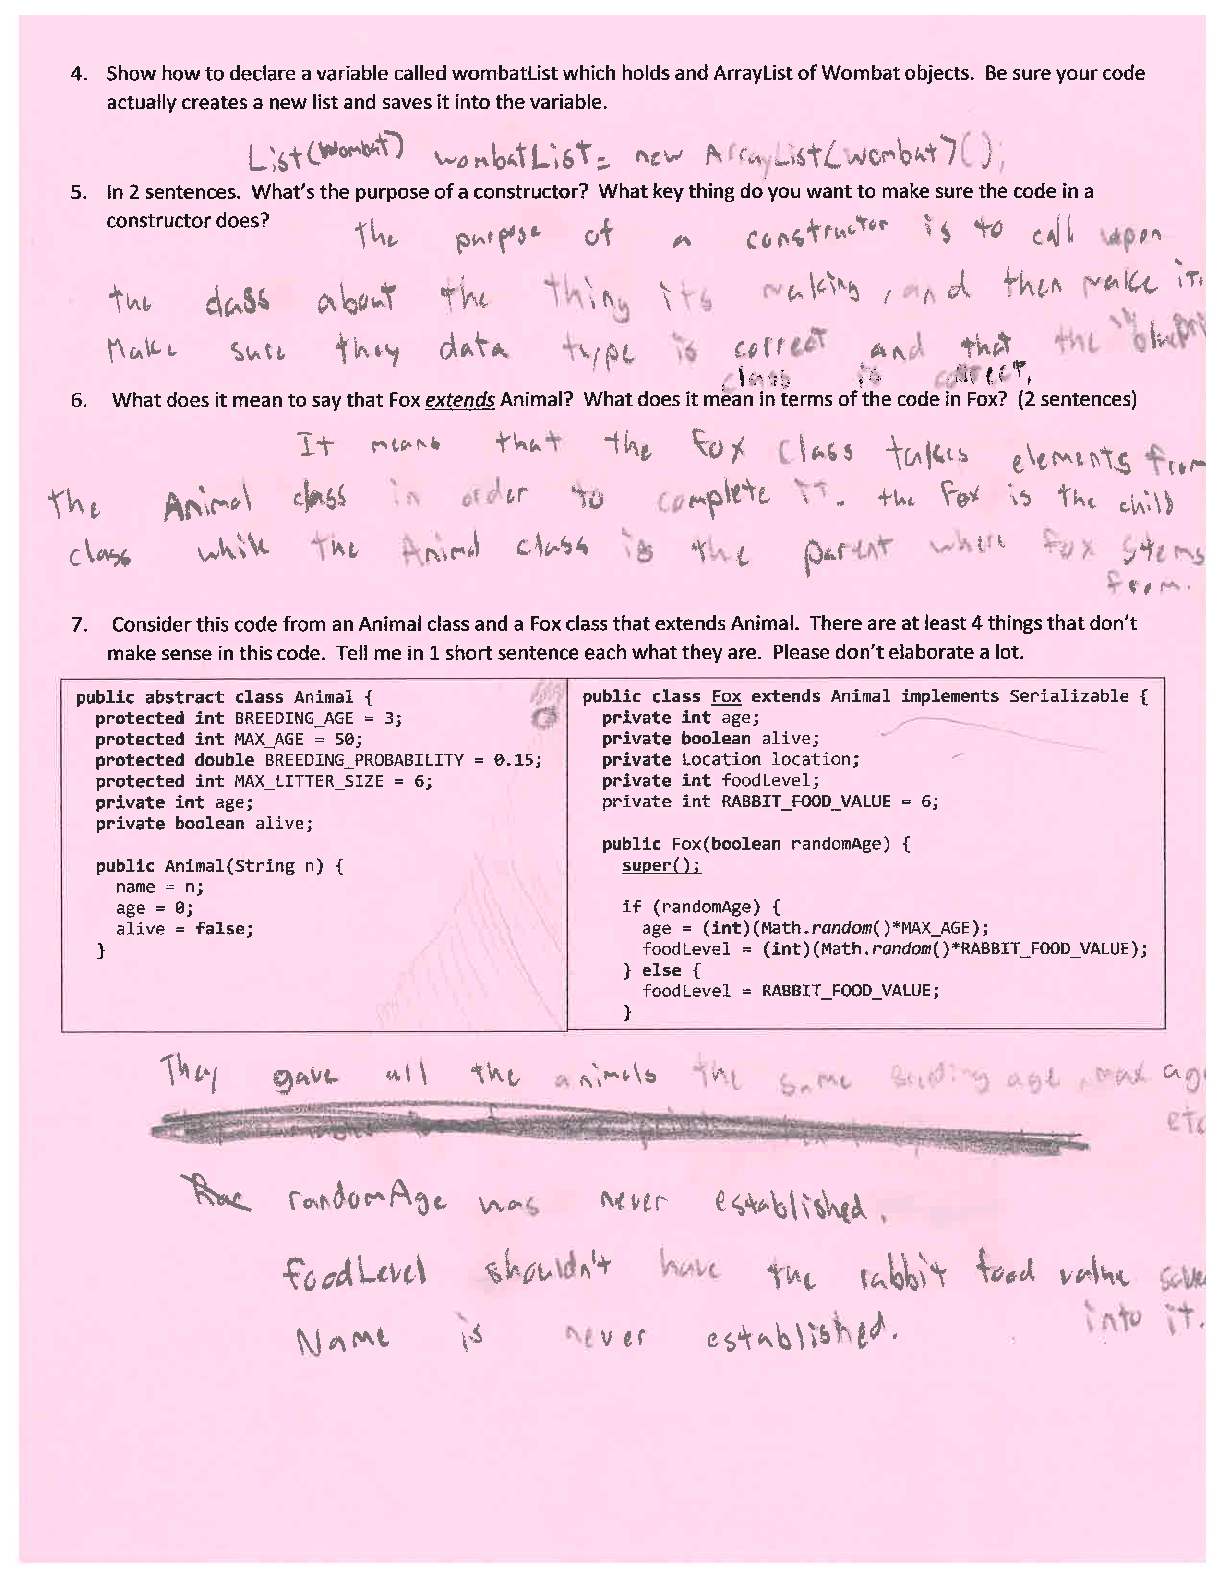 4. Show how to declare a variable called wombatList which holds and ArrayList of Wombat objects. Be sure your code
actually creates a new list and saves it into the variable.
List(Wombat) wombatList = new ArrayList(Wombat)();
5. In 2 sentences. What's the purpose of a constructor? What key thing do you want to make sure the code in a
constructor does?
The purpose of a constructor is to call upon
the class about the thing its making, and then make it.
Make sure they data type is correct and that the
class is correct.
6. What does it mean to say that Fox extends Animal? What does it mean in terms of the code in Fox? (2 sentences)
It means that the Fox class takes elements from
the Animal class in order to complete it. the Fox is the child
class while the Animal class is the parent where Fox stems
from.
7. Consider this code from an Animal class and a Fox class that extends Animal. There are at least 4 things that don't
make sense in this code. Tell me in 1 short sentence each what they are. Please don't elaborate a lot.
public abstract class Animal {
protected int BREEDING_AGE = 3;
protected int MAX_AGE = 50;
protected double BREEDING_PROBABILITY = 0.15;
protected int MAX_LITTER_SIZE = 6;
private int age;
private boolean alive;
public Animal(String n) {
name = n;
age = 0;
alive = false;
}
public class Fox extends Animal implements Serializable {
private int age;
private boolean alive;
private Location location;
private int foodLevel;
private int RABBIT_FOOD_VALUE = 6;
public Fox(boolean randomAge) {
super();
if (randomAge) {
age = (int)(Math.random()*MAX_AGE);
foodLevel = (int)(Math.random()*RABBIT_FOOD_VALUE);
} else {
foodLevel = RABBIT_FOOD_VALUE;
}
They gave all the animals the same age, max age
etc
randomAge was never established.
foodLevel shouldn't have the rabbit food value
into it.
Name is never established.